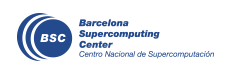 BSC
Barcelona
Supercomputing
Center
Centro Nacional de Supercomputación